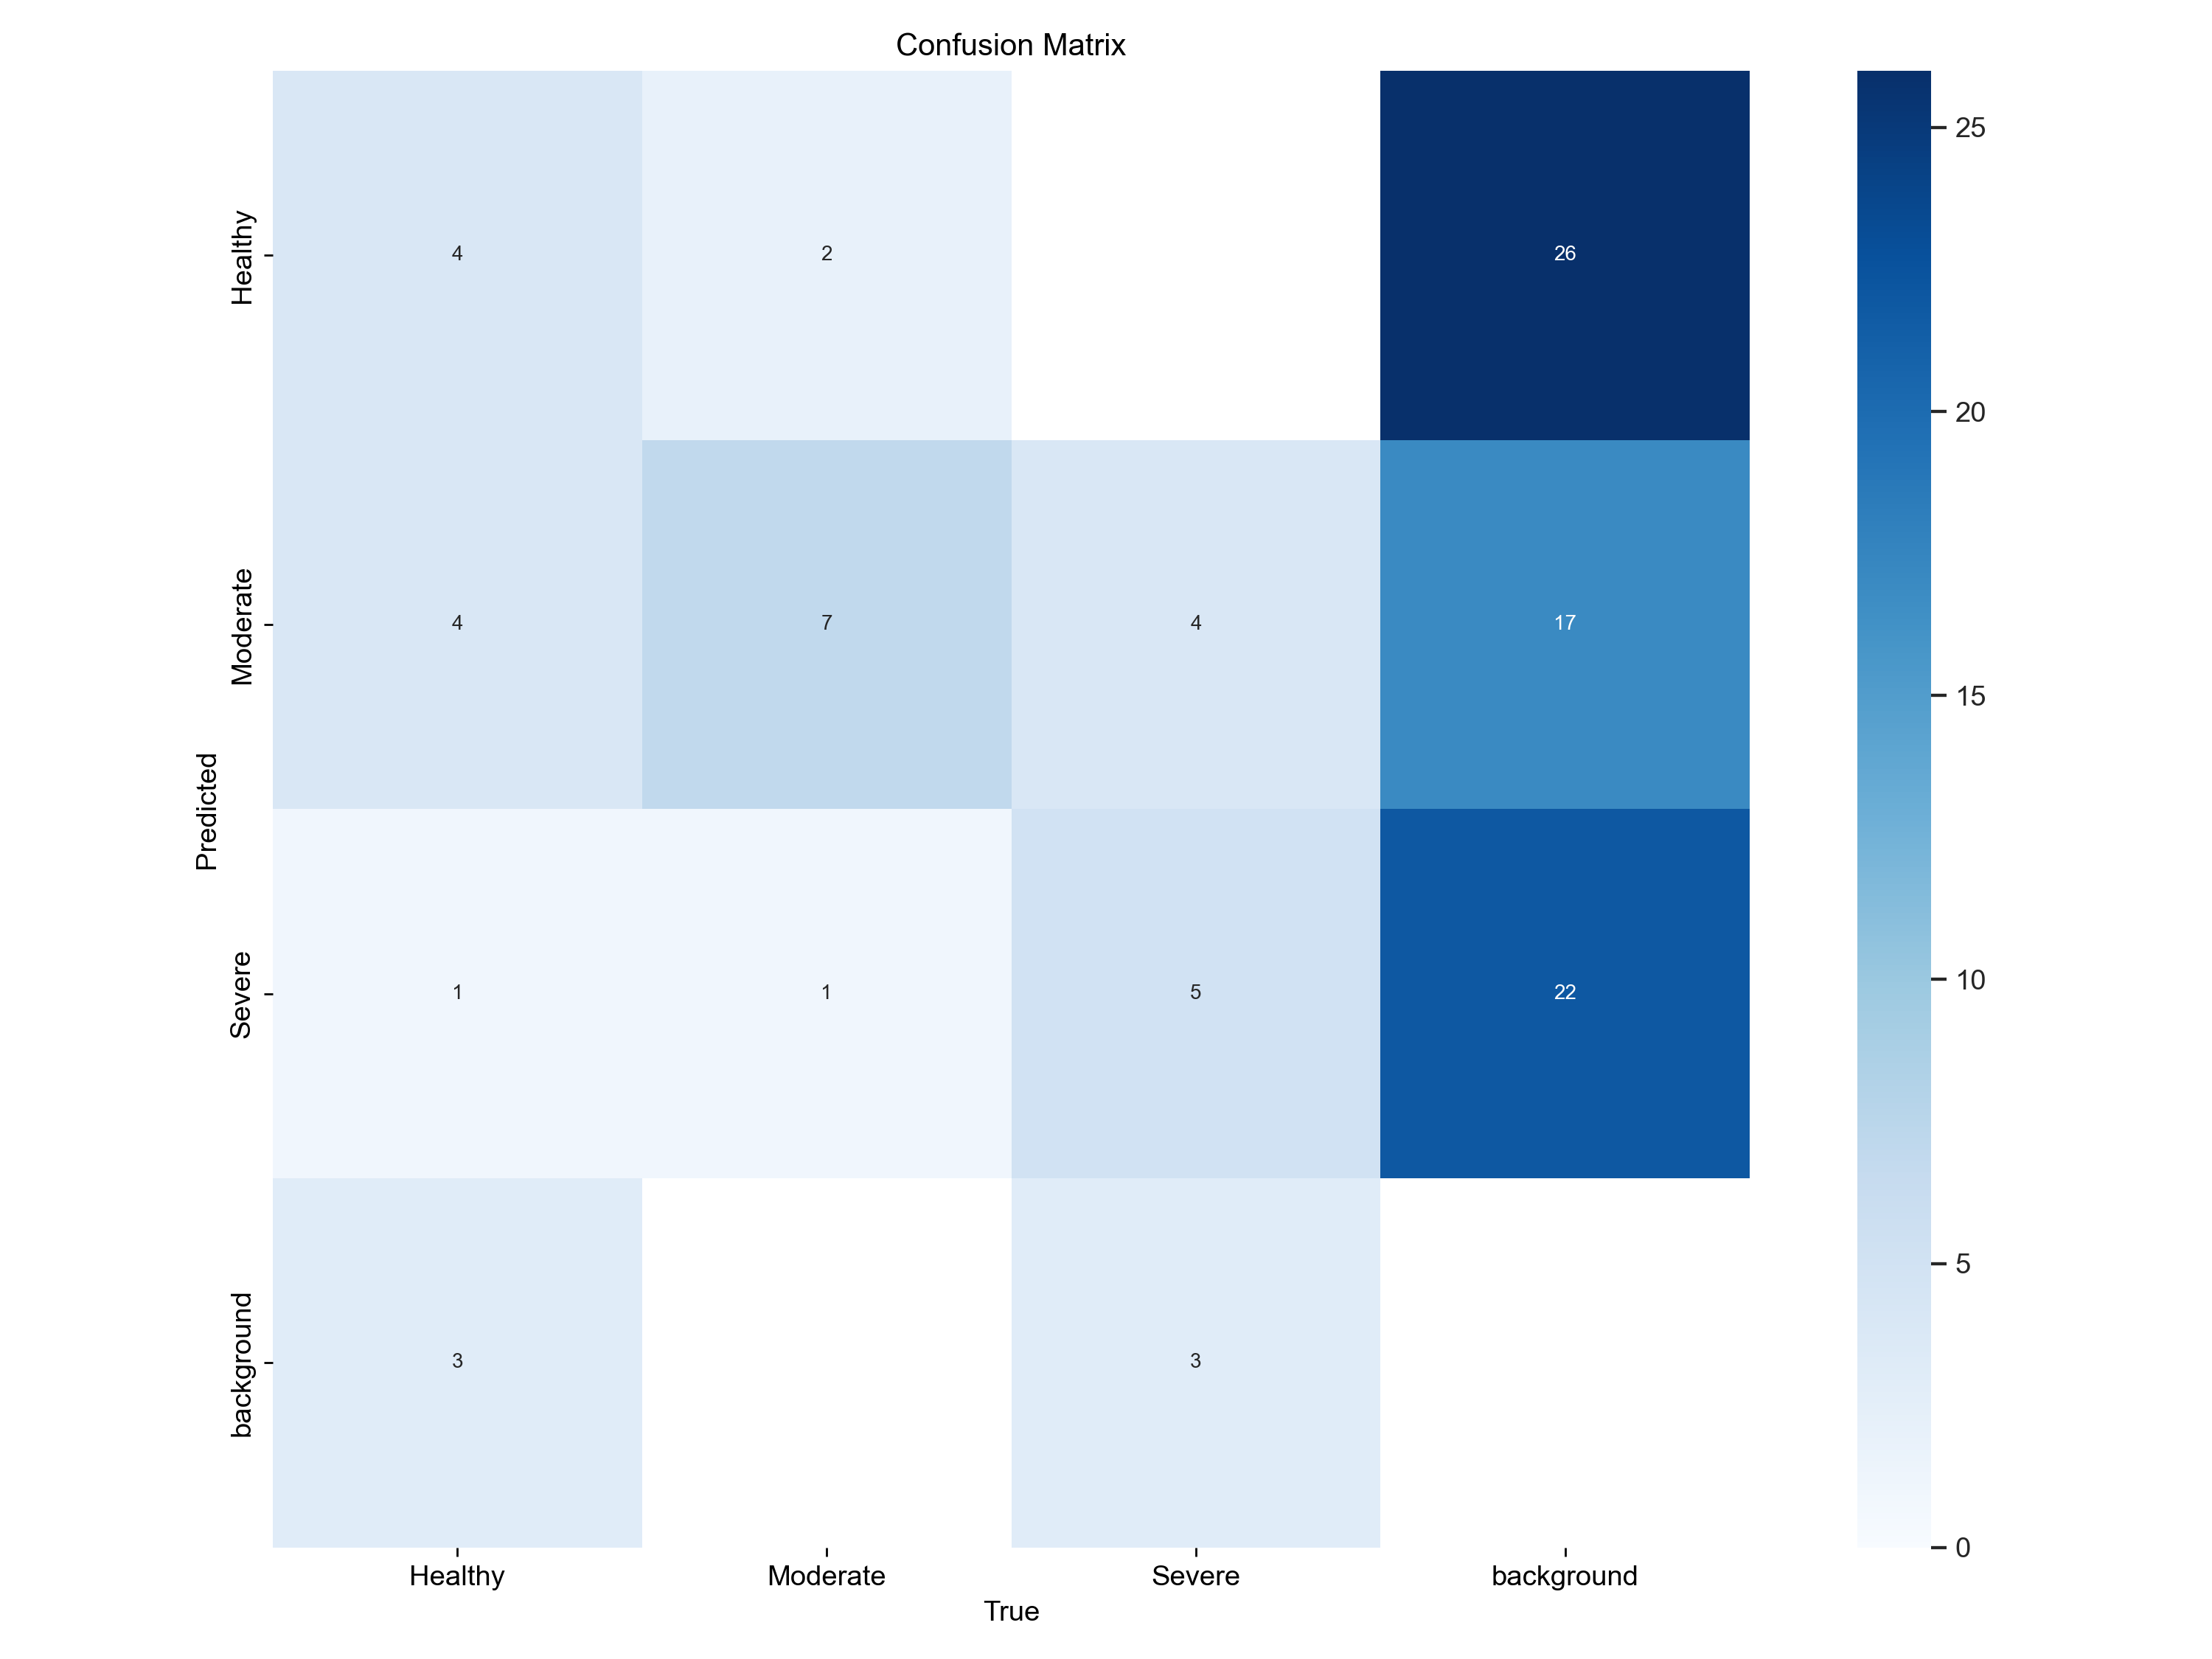 Confusion Matrix
Healthy
4
2
26
25
20
Moderate
4
7
4
17
15
Predicted
Severe
1
1
5
22
10
background
3
3
5
0
Healthy
Moderate
Severe
background
True